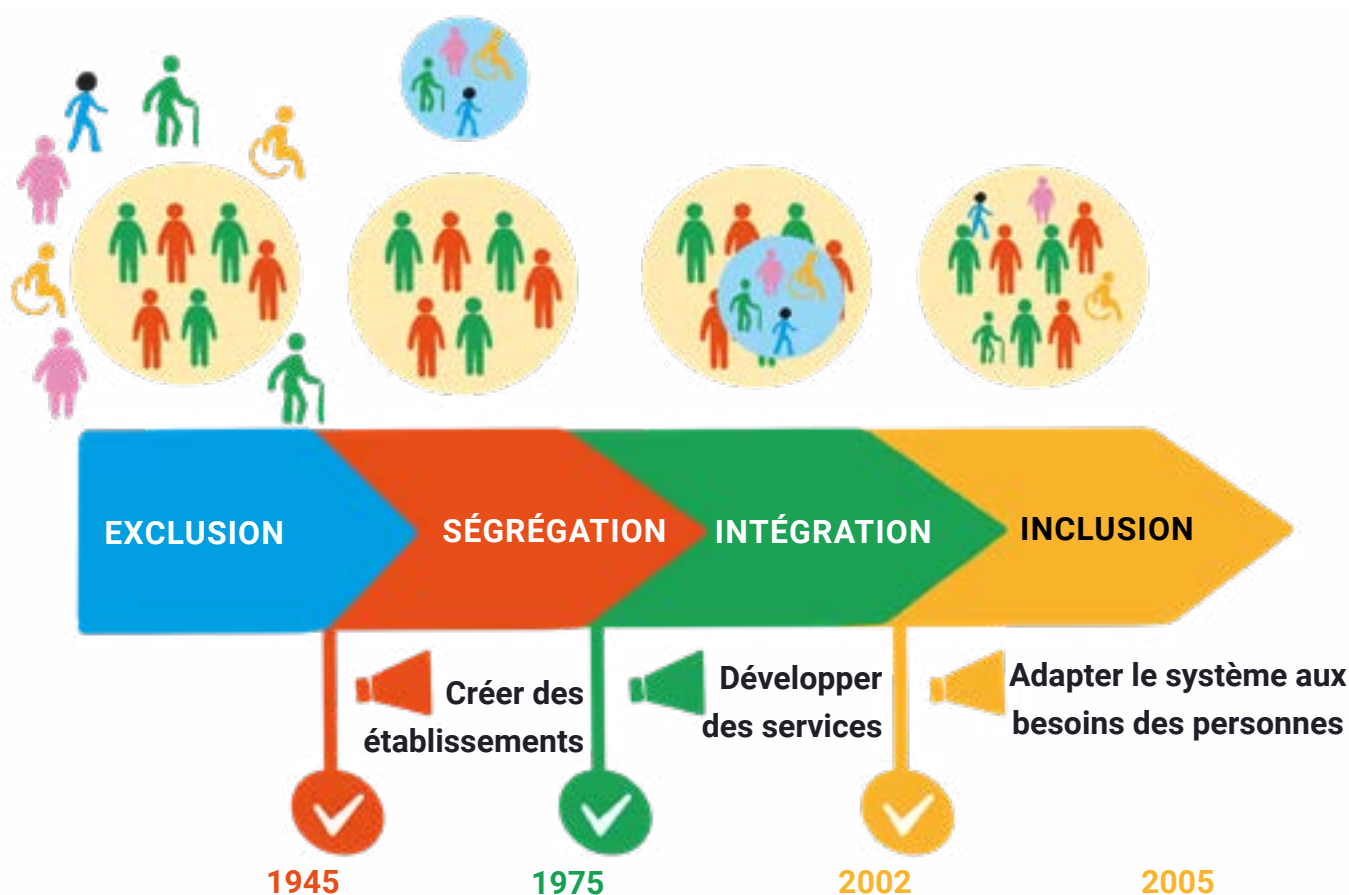 EXCLUSION
SÉGRÉGATION
INTÉGRATION
INCLUSION
Créer des
établissements
Développer
des services
Adapter le système aux
besoins des personnes
1945
1975
2002
2005